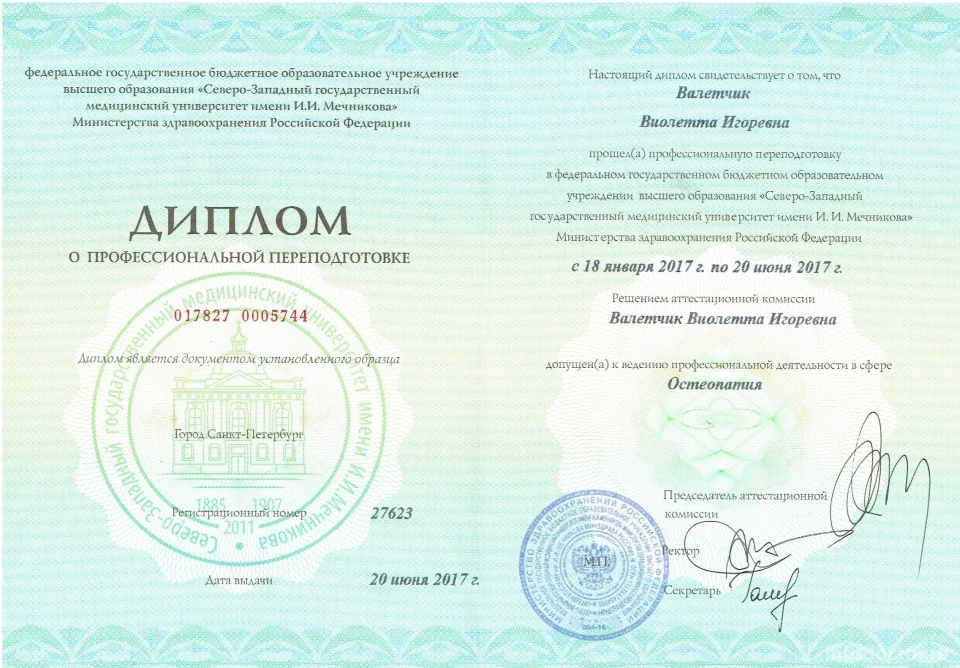 федеральное государственное бюджетное образовательное учреждение
высшего образования «Северо-Западный государственный
медицинский университет имени И.И. Мечникова»
Министерства здравоохранения Российской Федерации
ДИПЛОМ
О ПРОФЕССИОНАЛЬНОЙ ПЕРЕПОДГОТОВКЕ
Северо-Западный государственный медицинский университет имени И.И.Мечникова
017827 0005744
Диплом является документом установленного образца
Город Санкт-Петербург
1885 1907
2011
Регистрационный номер 27623
Дата выдачи 20 июня 2017 г.
Настоящий диплом свидетельствует о том, что
Валетчик
Виолетта Игоревна
прошел(а) профессиональную переподготовку
в федеральном государственном бюджетном образовательном
учреждении высшего образования «Северо-Западный
государственный медицинский университет имени И. И. Мечникова»
Министерства здравоохранения Российской Федерации
с 18 января 2017 г. по 20 июня 2017 г.
Решением аттестационной комиссии
Валетчик Виолетта Игоревна
допущен(а) к ведению профессиональной деятельности в сфере
Остеопатия
Председатель аттестационной
комиссии
Ректор
Секретарь
М.П.
МИНИСТЕРСТВО ЗДРАВООХРАНЕНИЯ РОССИЙСКОЙ ФЕДЕРАЦИИ